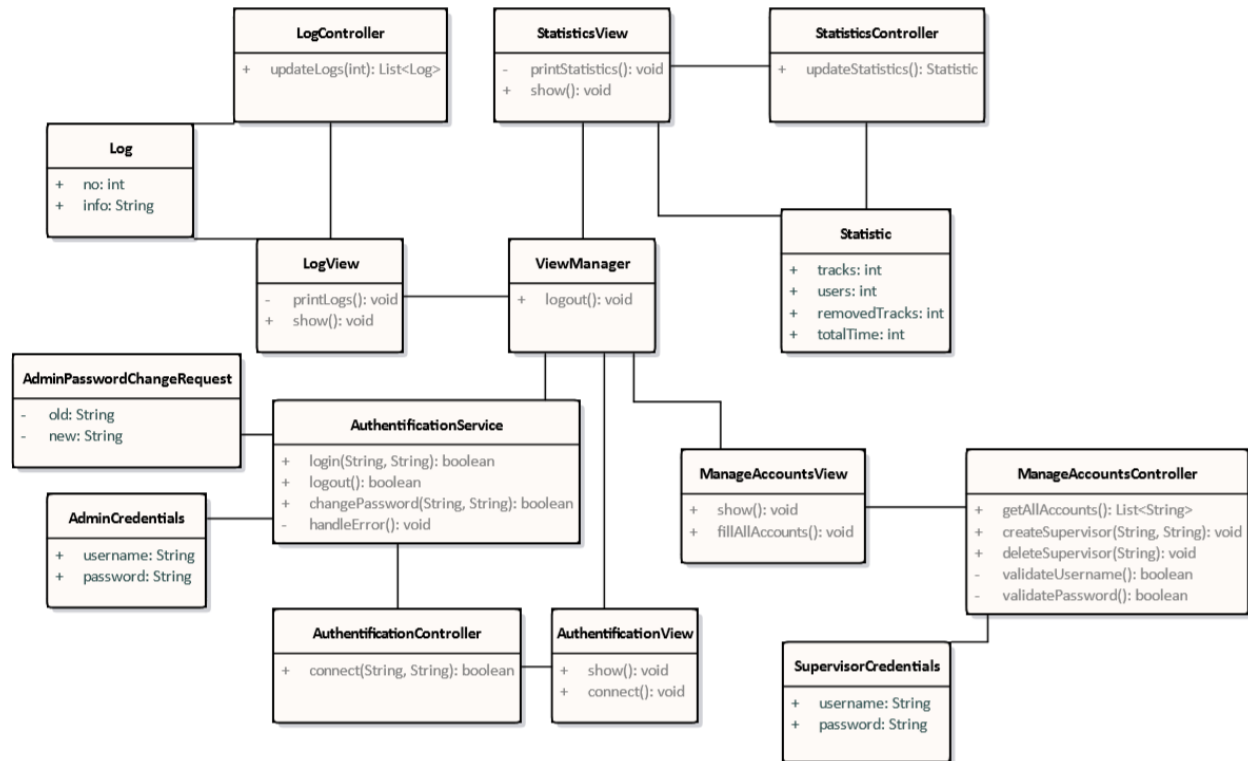 LogController
+ updateLogs(int): List<Log>
StatisticsView
- printStatistics(): void
+ show(): void
StatisticsController
+ updateStatistics(): Statistic
Log
+ no: int
+ info: String
LogView
- printLogs(): void
+ show(): void
ViewManager
+ logout(): void
Statistic
+ tracks: int
+ users: int
+ removedTracks: int
+ totalTime: int
AdminPasswordChangeRequest
- old: String
- new: String
AuthentificationService
+ login(String, String): boolean
+ logout(): boolean
+ changePassword(String, String): boolean
- handleError(): void
AdminCredentials
+ username: String
+ password: String
ManageAccountsView
+ show(): void
+ fillAllAccounts(): void
ManageAccountsController
+ getAllAccounts(): List<String>
+ createSupervisor(String, String): void
+ deleteSupervisor(String): void
- validateUsername(): boolean
- validatePassword(): boolean
AuthentificationController
+ connect(String, String): boolean
AuthentificationView
+ show(): void
+ connect(): void
SupervisorCredentials
+ username: String
+ password: String